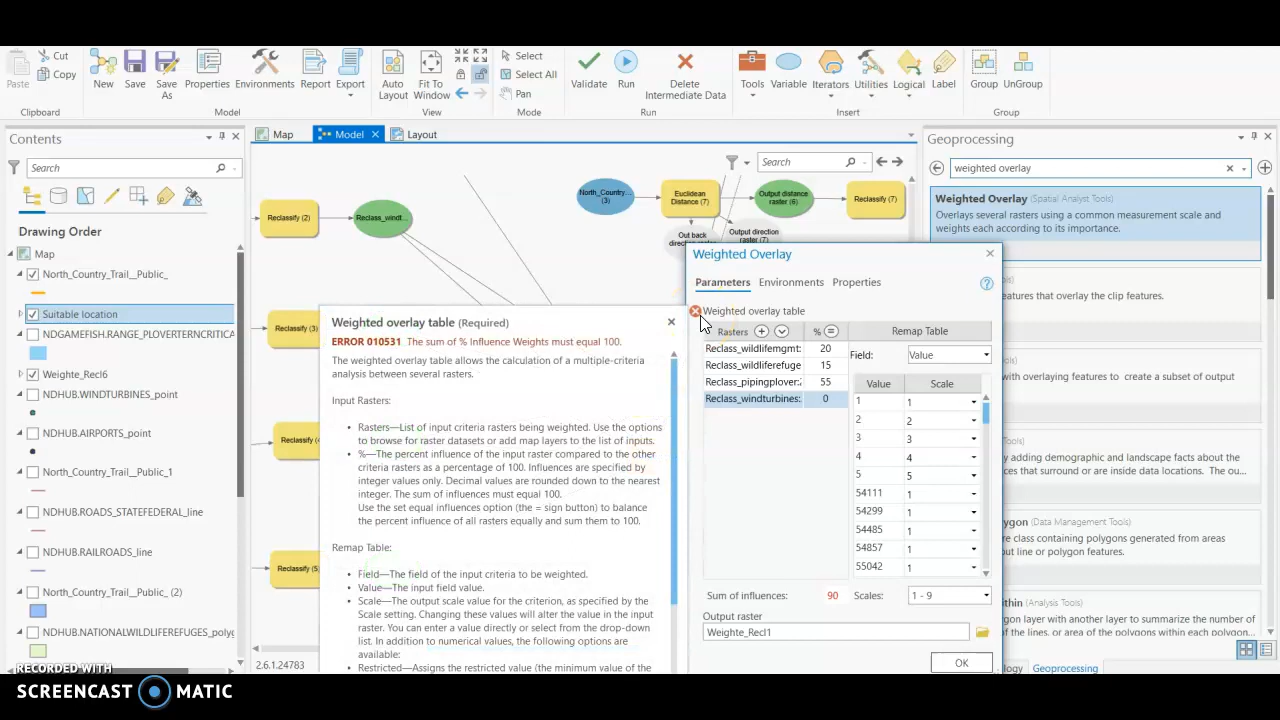 Paste
Cut
Copy
Clipboard
New
Save
Save As
Properties
Environments
Report
Export
Model
Auto Layout
Fit To Window
View
Select
Select All
Pan
Mode
Validate
Run
Delete Intermediate Data
Run
Tools
Variable
Iterators
Utilities
Logical
Label
Insert
Group
UnGroup
Group
Contents
Search
Drawing Order
Map
North_Country_Trail__Public_
Suitable location
NDGAMEFISH.RANGE_PLOVERTERNCRITICA
Weighte_Recl6
NDHUB.WINDTURBINES_point
NDHUB.AIRPORTS_point
North_Country_Trail__Public_1
NDHUB.ROADS_STATEFEDERAL_line
NDHUB.RAILROADS_line
North_Country_Trail__Public_ (2)
NDHUB.NATIONALWILDLIFEREFUGES_polyg
Map
Model
Layout
Search
Reclassify (2)
Reclass_windt...
North_Country... (3)
Euclidean Distance (7)
Output distance raster (6)
Reclassify (7)
Out back
Output direction raster (7)
Reclassify (3)
Reclassify (5)
2.6.1.24783
Weighted overlay table (Required)
ERROR 010531 The sum of % Influence Weights must equal 100.
The weighted overlay table allows the calculation of a multiple-criteria
analysis between several rasters.
Input Rasters:
• Rasters—List of input criteria rasters being weighted. Use the options
to browse for raster datasets or add map layers to the list of inputs.
• %—The percent influence of the input raster compared to the other
criteria rasters as a percentage of 100. Influences are specified by
integer values only. Decimal values are rounded down to the nearest
integer. The sum of influences must equal 100.
Use the set equal influences option (the = sign button) to balance
the percent influence of all rasters equally and sum them to 100.
Remap Table:
• Field—The field of the input criteria to be weighted.
• Value—The input field value.
• Scale—The output scale value for the criterion, as specified by the
Scale setting. Changing these values will alter the value in the input
raster. You can enter a value directly or select from the drop-down
list. In addition to numerical values, the following options are
available:
• Restricted—Assigns the restricted value (the minimum value of the
Weighted Overlay
Parameters
Environments
Properties
Weighted overlay table
Rasters
%
Remap Table
Reclass_wildlifemgmt: 20
Reclass_wildliferefuge 15
Reclass_pipingplover: 55
Reclass_windturbines: 0
Field: Value
Value Scale
1 1
2 2
3 3
4 4
5 5
54111 1
54299 1
54485 1
54857 1
55042 1
Sum of influences: 90
Scales: 1 - 9
Output raster
Weighte_Recl1
OK
Geoprocessing
weighted overlay
Weighted Overlay (Spatial Analyst Tools)
Overlays several rasters using a common measurement scale and
weights each according to its importance.
eatures that overlay the clip features.
with overlaying features to create a subset of output
by adding demographic and landscape facts about the
ces that surround or are inside data locations. The ou...
ygon (Data Management Tools)
re class containing polygons generated from areas
out line or polygon features.
ithin (Analysis Tools)
lygon layer with another layer to summarize the number of
Geoprocessing
RECORDED WITH
SCREENCAST MATIC